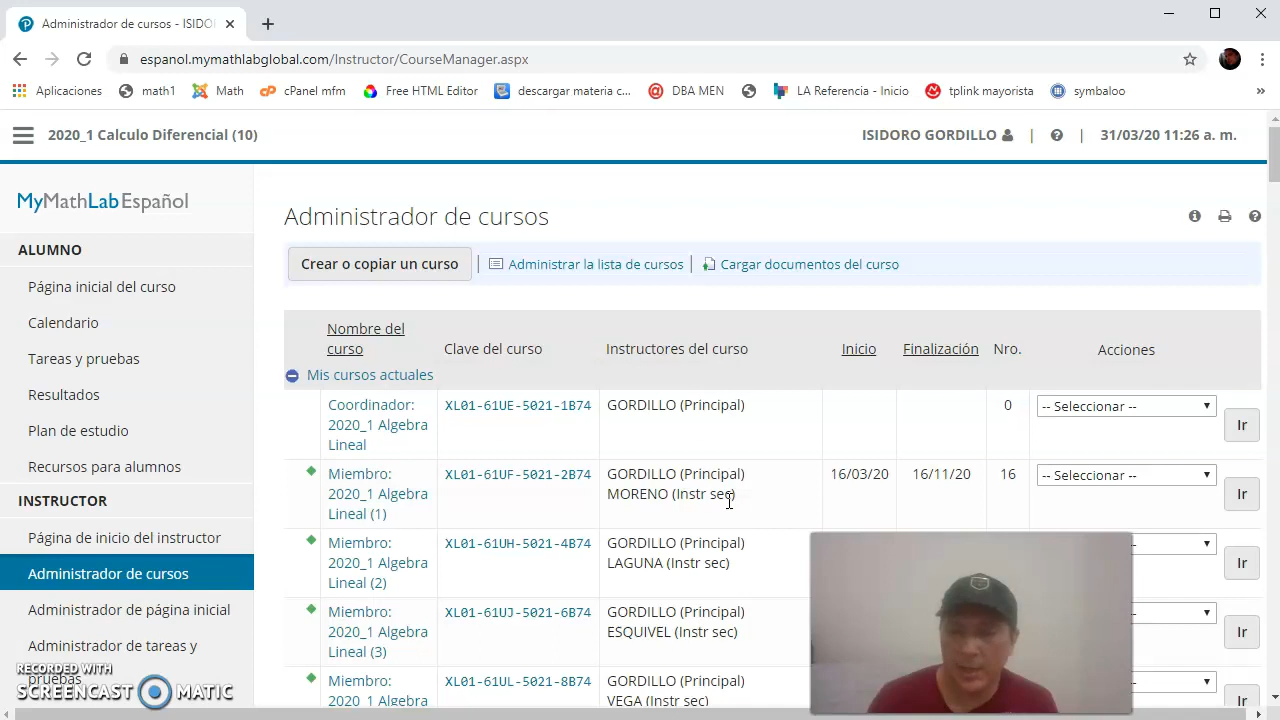 Administrador de cursos - ISIDO
espanol.mymathlabglobal.com/Instructor/CourseManager.aspx
Aplicaciones math1 Math cPanel mfm Free HTML Editor descargar materia c... DBA MEN LA Referencia - Inicio tplink mayorista symbaloo »
2020_1 Calculo Diferencial (10) ISIDORO GORDILLO | ? | 31/03/20 11:26 a. m.
MyMathLab Español
ALUMNO
Página inicial del curso
Calendario
Tareas y pruebas
Resultados
Plan de estudio
Recursos para alumnos
INSTRUCTOR
Página de inicio del instructor
Administrador de cursos
Administrador de página inicial
Administrador de tareas y
pruebas
RECORDED WITH
SCREENCAST MATIC
Administrador de cursos
Crear o copiar un curso | Administrar la lista de cursos | Cargar documentos del curso
Nombre del
curso Clave del curso Instructores del curso Inicio Finalización Nro. Acciones
Mis cursos actuales
Coordinador: XL01-61UE-5021-1B74 GORDILLO (Principal) 0 -- Seleccionar --
2020_1 Algebra Ir
Lineal
Miembro: XL01-61UF-5021-2B74 GORDILLO (Principal) 16/03/20 16/11/20 16 -- Seleccionar --
2020_1 Algebra MORENO (Instr sec) Ir
Lineal (1)
Miembro: XL01-61UH-5021-4B74 GORDILLO (Principal)
2020_1 Algebra LAGUNA (Instr sec) Ir
Lineal (2)
Miembro: XL01-61UJ-5021-6B74 GORDILLO (Principal)
2020_1 Algebra ESQUIVEL (Instr sec) Ir
Lineal (3)
Miembro: XL01-61UL-5021-8B74 GORDILLO (Principal)
2020_1 Algebra VEGA (Instr sec) Ir